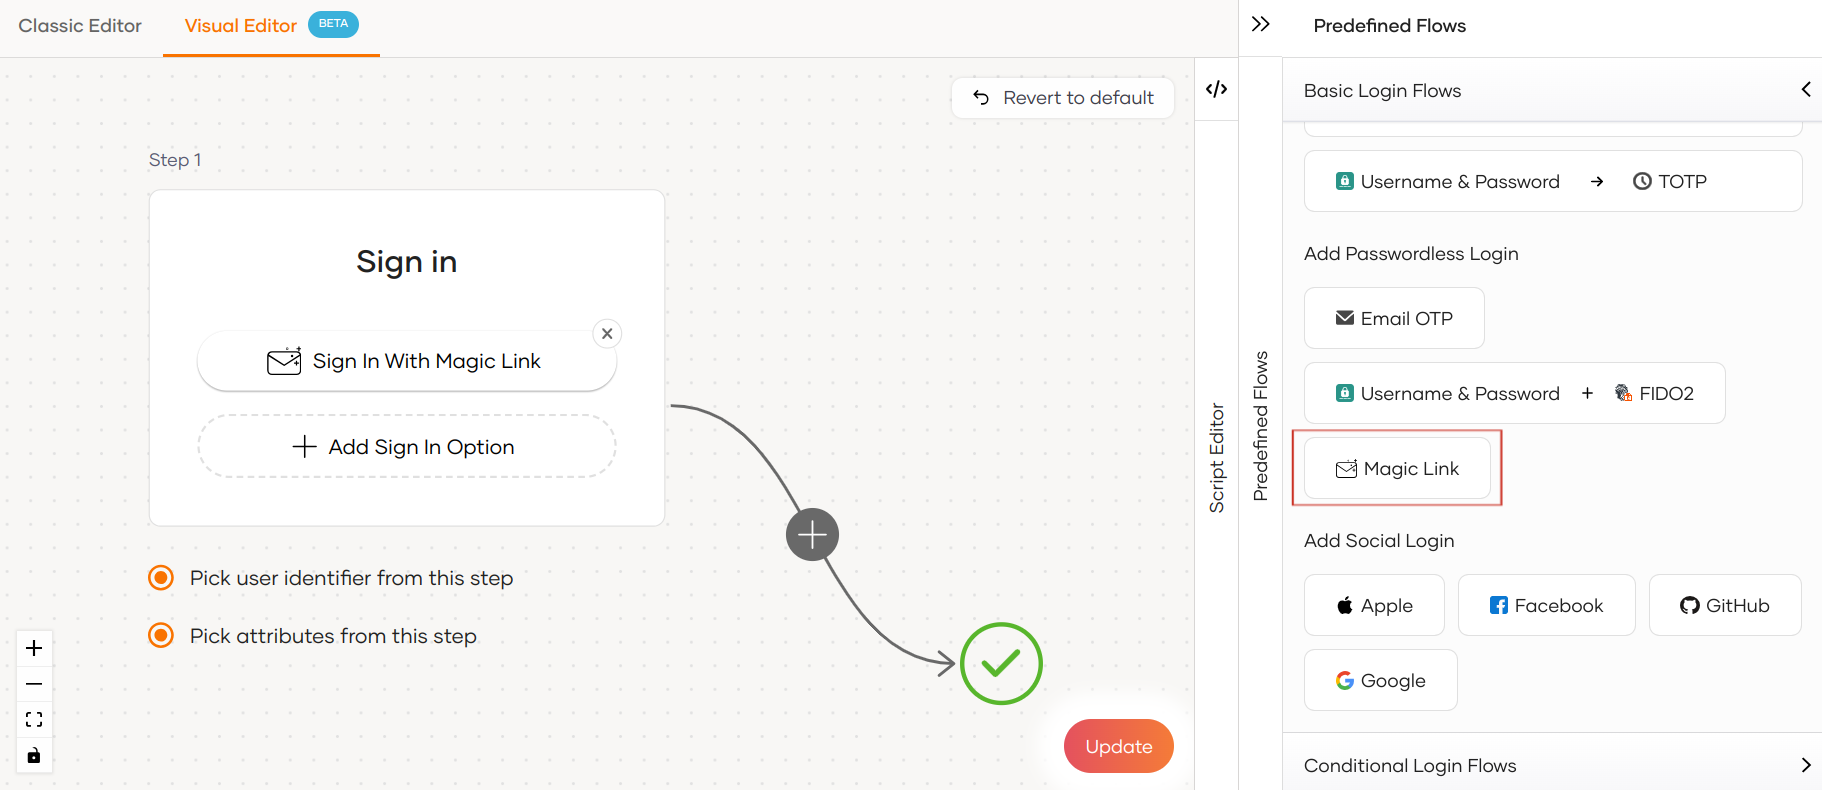 Classic Editor
Visual Editor BETA
Revert to default
Step 1
Sign in
Sign In With Magic Link
Add Sign In Option
Pick user identifier from this step
Pick attributes from this step
Update
Script Editor
Predefined Flows
Predefined Flows
Basic Login Flows
Username & Password → TOTP
Add Passwordless Login
Email OTP
Username & Password + FIDO2
Magic Link
Add Social Login
Apple Facebook GitHub
Google
Conditional Login Flows